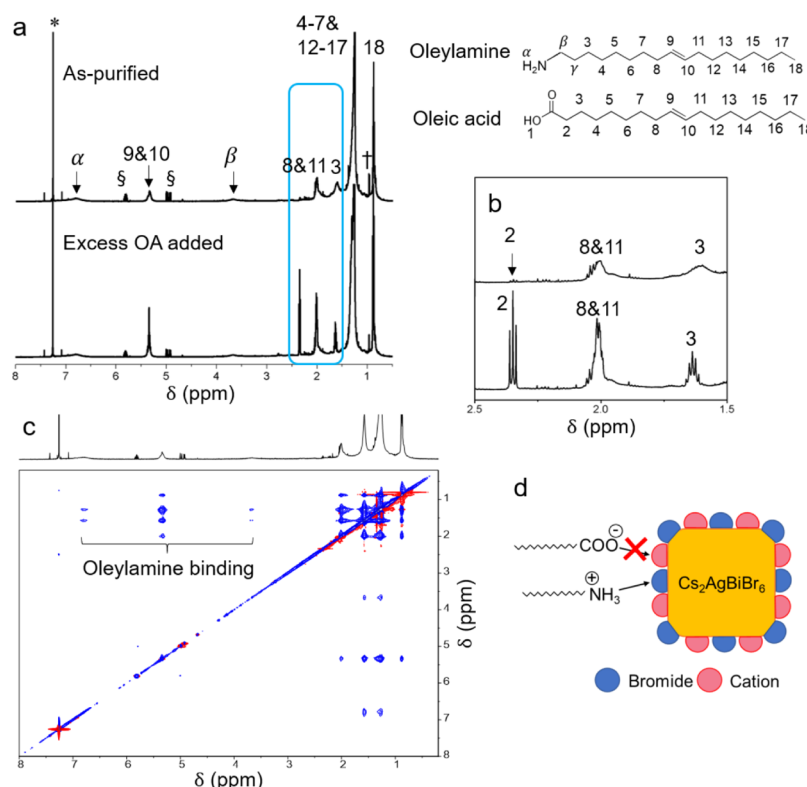 a
*
As-purified
4-7&
12-17
18
α
§
9&10
§
β
8&11
3
†
Excess OA added
8 7 6 5 4 3 2 1
δ (ppm)
Oleylamine
α
H₂N
β
γ
3 5 7 9 11 13 15 17
4 6 8 10 12 14 16 18
Oleic acid
O
HO
1
3 5 7 9 11 13 15 17
2 4 6 8 10 12 14 16 18
b
2
8&11
3
2
8&11
3
2.5 2.0 1.5
δ (ppm)
c
Oleylamine binding
1
2
3
4
5
6
7
8
δ (ppm)
8 7 6 5 4 3 2 1
δ (ppm)
d
COO⊖
⊕
NH₃
Cs₂AgBiBr₆
Bromide
Cation